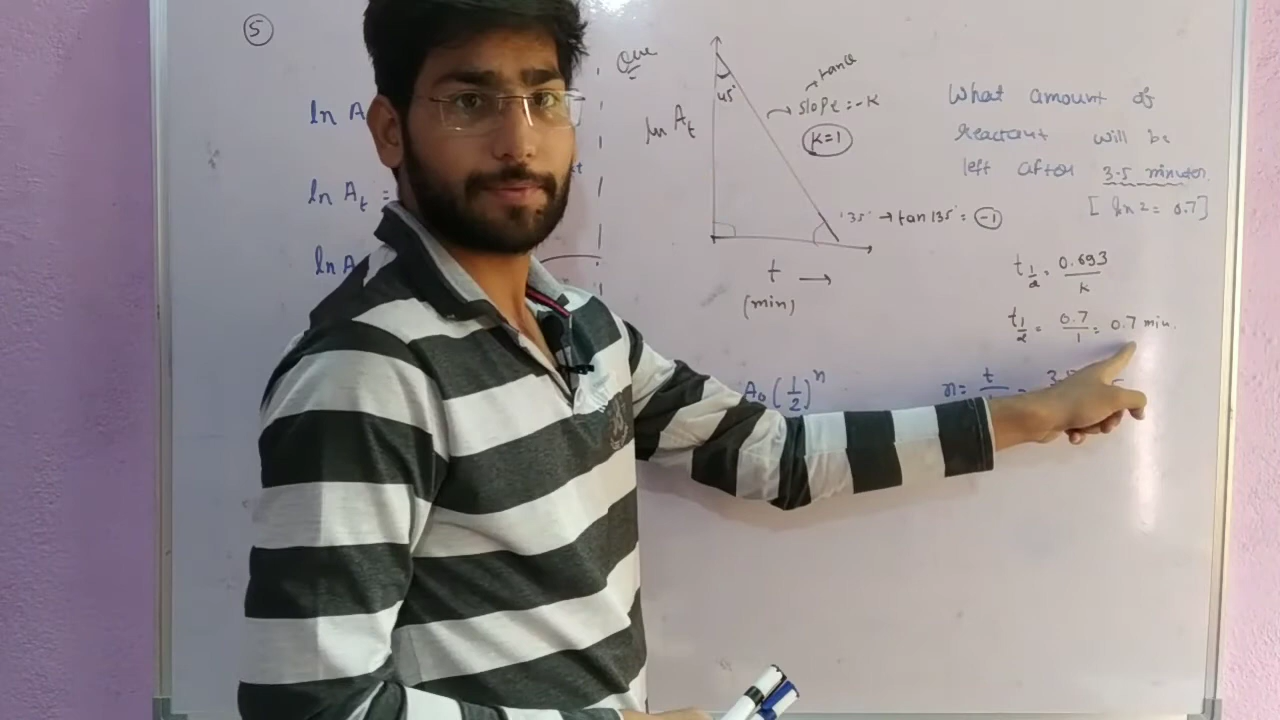 5
ln A
ln A_t =
ln A
Que
ln A_t
45°
tanθ
slope = -K
K=1
135° → tan 135° = -1
t →
(min)
What amount of
reactant will be
left after 3.5 minutes.
[ ln 2 = 0.7 ]
t_1/2 = 0.693/K
t_1/2 = 0.7/1 = 0.7 min.
A_0 (1/2)^n
n = t